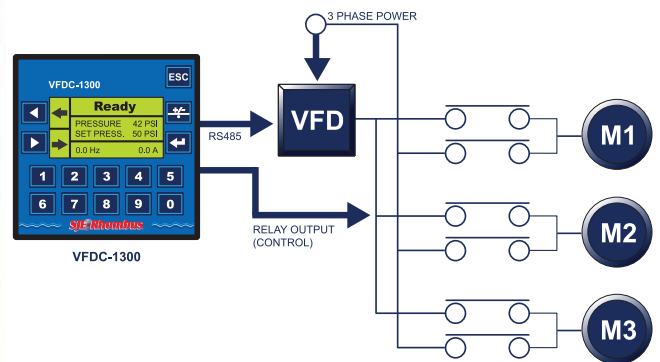 3 PHASE POWER
VFDC-1300
ESC
Ready
PRESSURE 42 PSI
SET PRESS. 50 PSI
0.0 Hz 0.0 A
+/-
1 2 3 4 5
6 7 8 9 0
SJE Rhombus
VFDC-1300
RS485
VFD
RELAY OUTPUT
(CONTROL)
M1
M2
M3